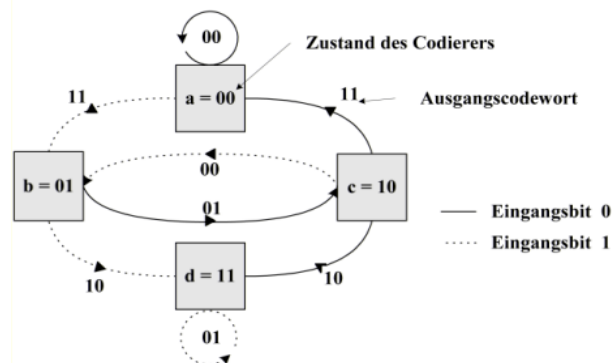 00
Zustand des Codierers
11
a = 00
11
Ausgangscodewort
00
b = 01
c = 10
01
Eingangsbit 0
Eingangsbit 1
10
d = 11
10
01